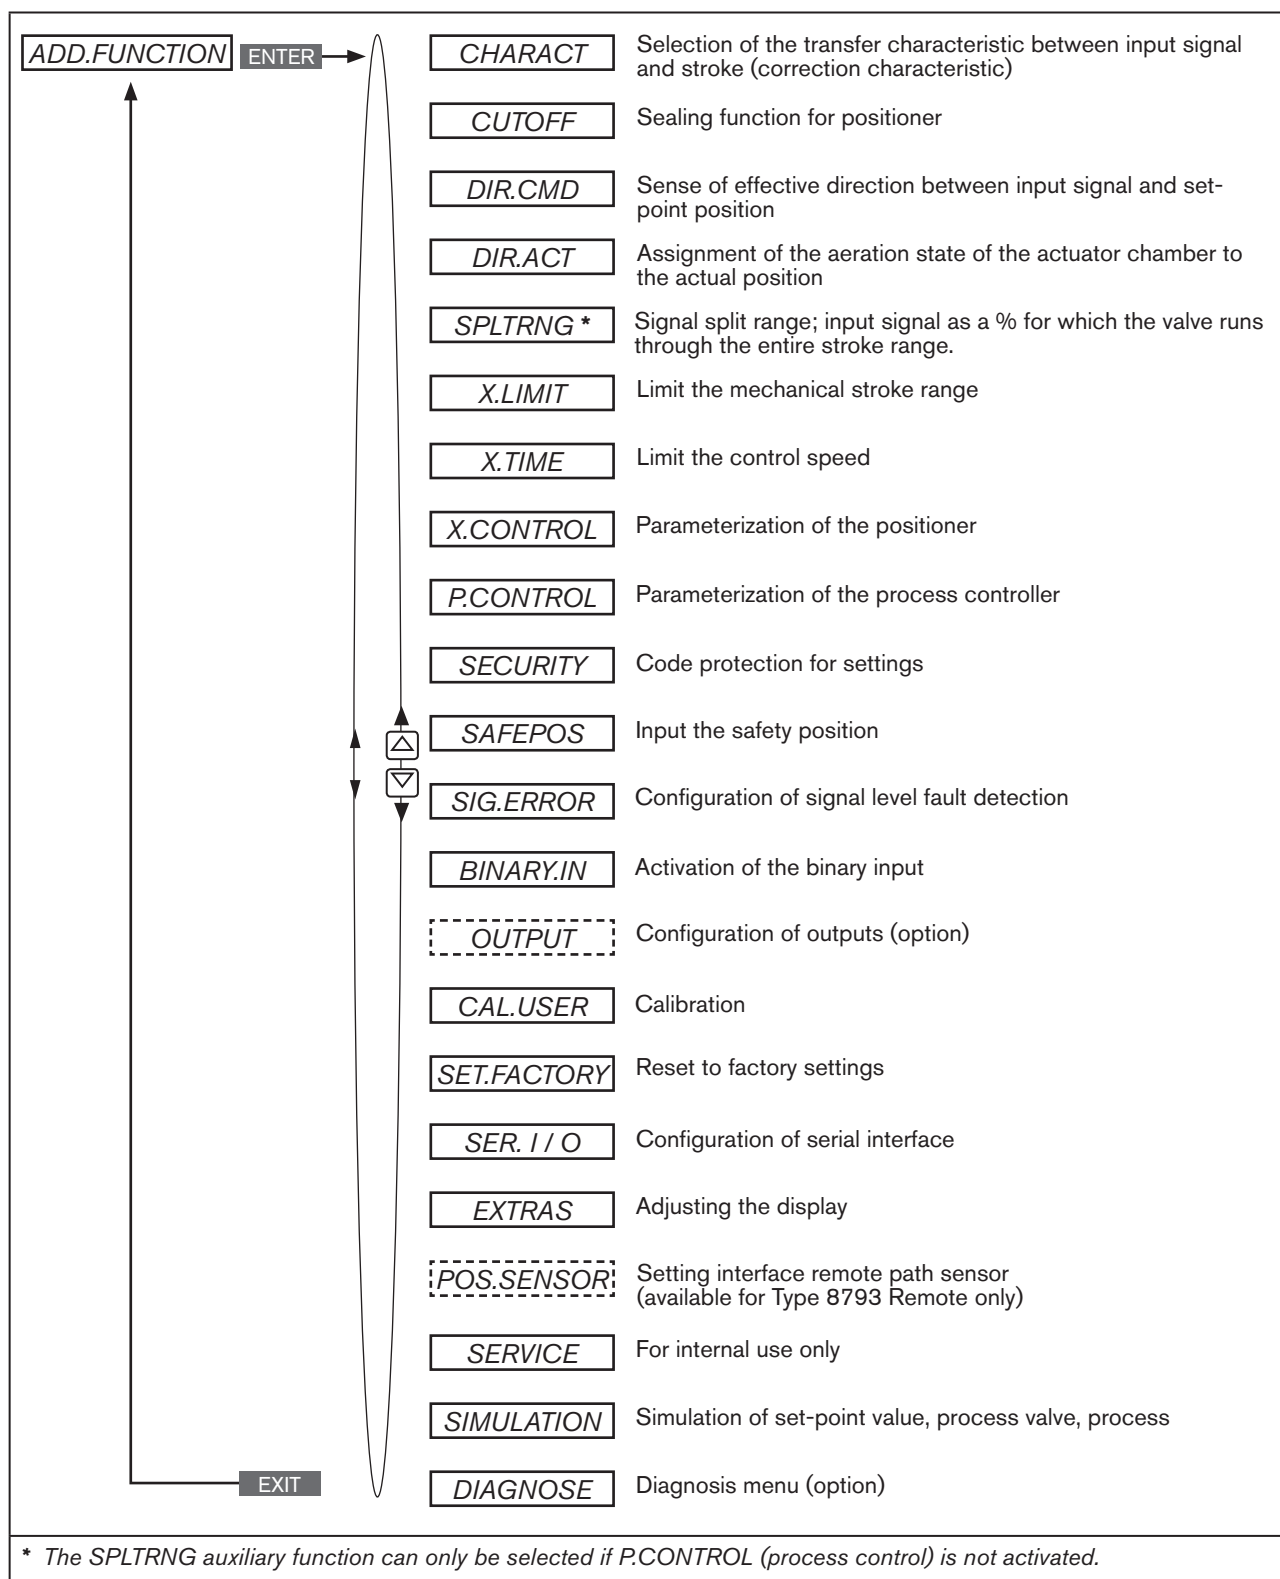 ADD.FUNCTION ENTER
CHARACT Selection of the transfer characteristic between input signal
and stroke (correction characteristic)
CUTOFF Sealing function for positioner
DIR.CMD Sense of effective direction between input signal and set-
point position
DIR.ACT Assignment of the aeration state of the actuator chamber to
the actual position
SPLTRNG * Signal split range; input signal as a % for which the valve runs
through the entire stroke range.
X.LIMIT Limit the mechanical stroke range
X.TIME Limit the control speed
X.CONTROL Parameterization of the positioner
P.CONTROL Parameterization of the process controller
SECURITY Code protection for settings
SAFEPOS Input the safety position
SIG.ERROR Configuration of signal level fault detection
BINARY.IN Activation of the binary input
OUTPUT Configuration of outputs (option)
CAL.USER Calibration
SET.FACTORY Reset to factory settings
SER. I / O Configuration of serial interface
EXTRAS Adjusting the display
POS.SENSOR Setting interface remote path sensor
(available for Type 8793 Remote only)
SERVICE For internal use only
SIMULATION Simulation of set-point value, process valve, process
EXIT
DIAGNOSE Diagnosis menu (option)
* The SPLTRNG auxiliary function can only be selected if P.CONTROL (process control) is not activated.